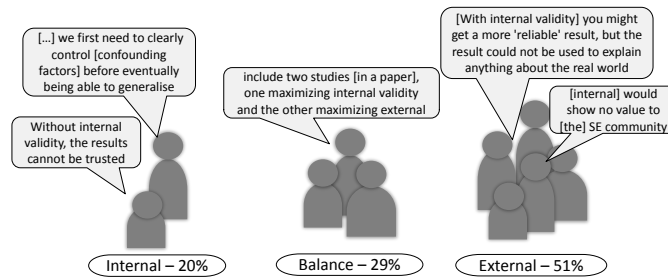 […] we first need to clearly
control [confounding
factors] before eventually
being able to generalise
Without internal
validity, the results
cannot be trusted
Internal – 20%
include two studies [in a paper],
one maximizing internal validity
and the other maximizing external
Balance – 29%
[With internal validity] you might
get a more 'reliable' result, but the
result could not be used to explain
anything about the real world
[internal] would
show no value to
[the] SE community
External – 51%